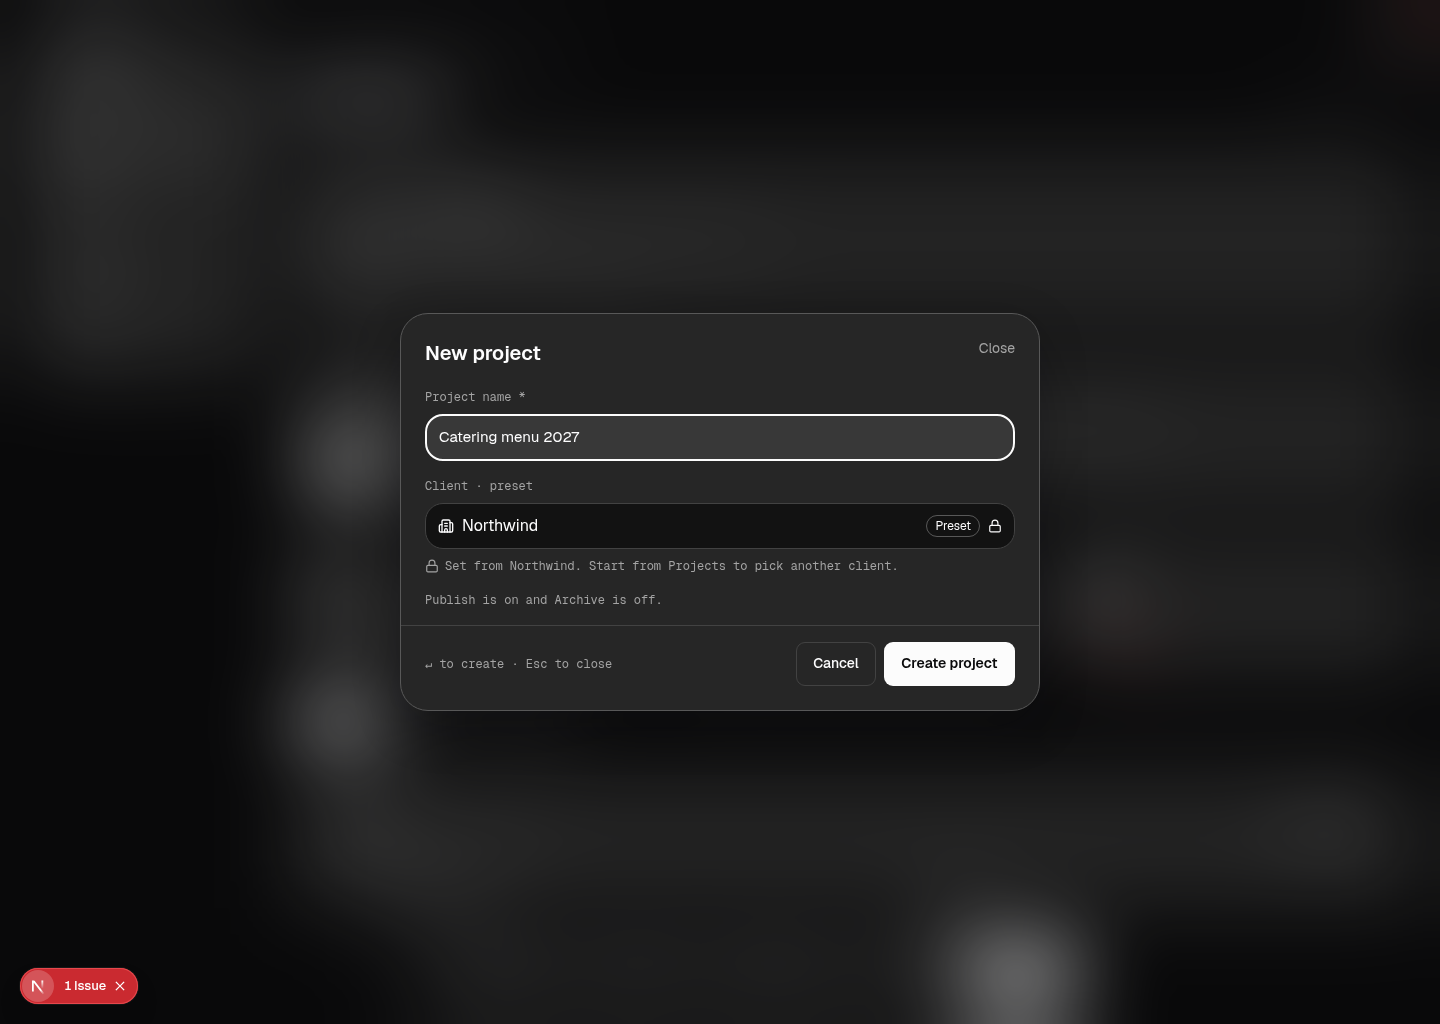 New project
Close
Project name *
Catering menu 2027
Client · preset
Northwind
Preset
Set from Northwind. Start from Projects to pick another client.
Publish is on and Archive is off.
↵ to create · Esc to close
Cancel
Create project
N
1 Issue